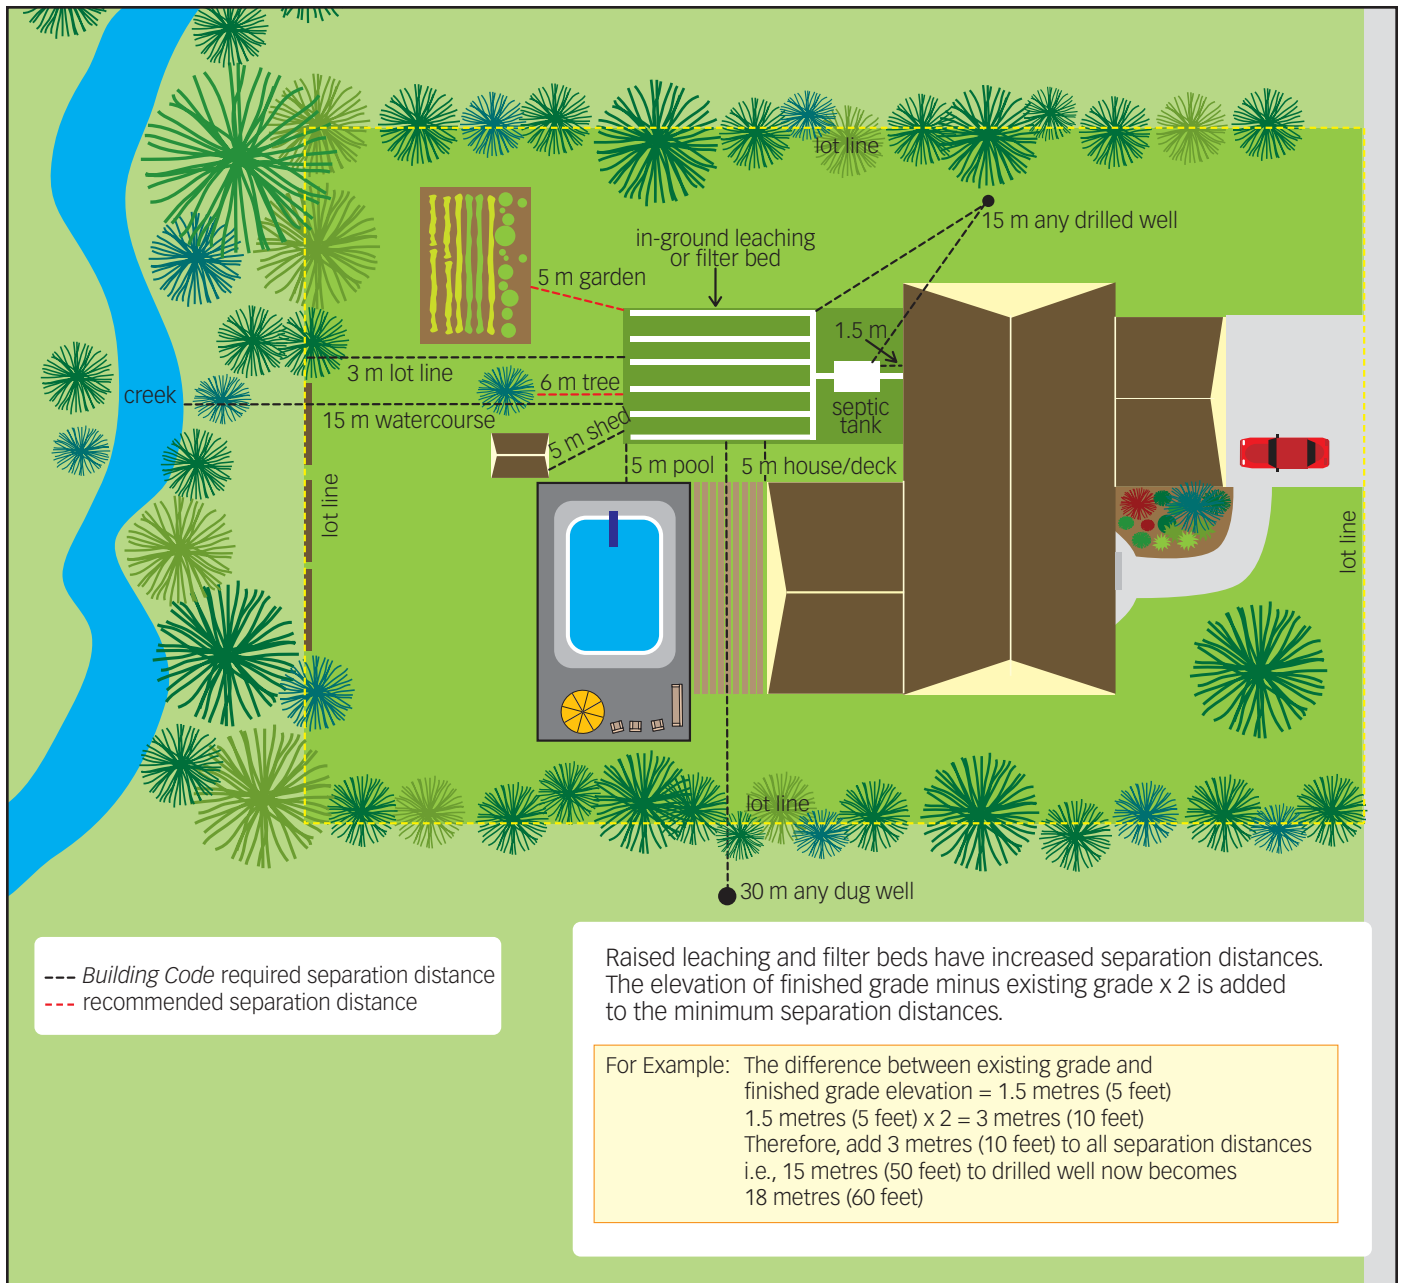 lot line
15 m any drilled well
in-ground leaching
or filter bed
5 m garden
1.5 m
3 m lot line
6 m tree
creek
15 m watercourse
5 m shed
septic
tank
5 m pool
5 m house/deck
lot line
lot line
lot line
30 m any dug well
--- Building Code required separation distance
--- recommended separation distance
Raised leaching and filter beds have increased separation distances.
The elevation of finished grade minus existing grade x 2 is added
to the minimum separation distances.
For Example: The difference between existing grade and
finished grade elevation = 1.5 metres (5 feet)
1.5 metres (5 feet) x 2 = 3 metres (10 feet)
Therefore, add 3 metres (10 feet) to all separation distances
i.e., 15 metres (50 feet) to drilled well now becomes
18 metres (60 feet)